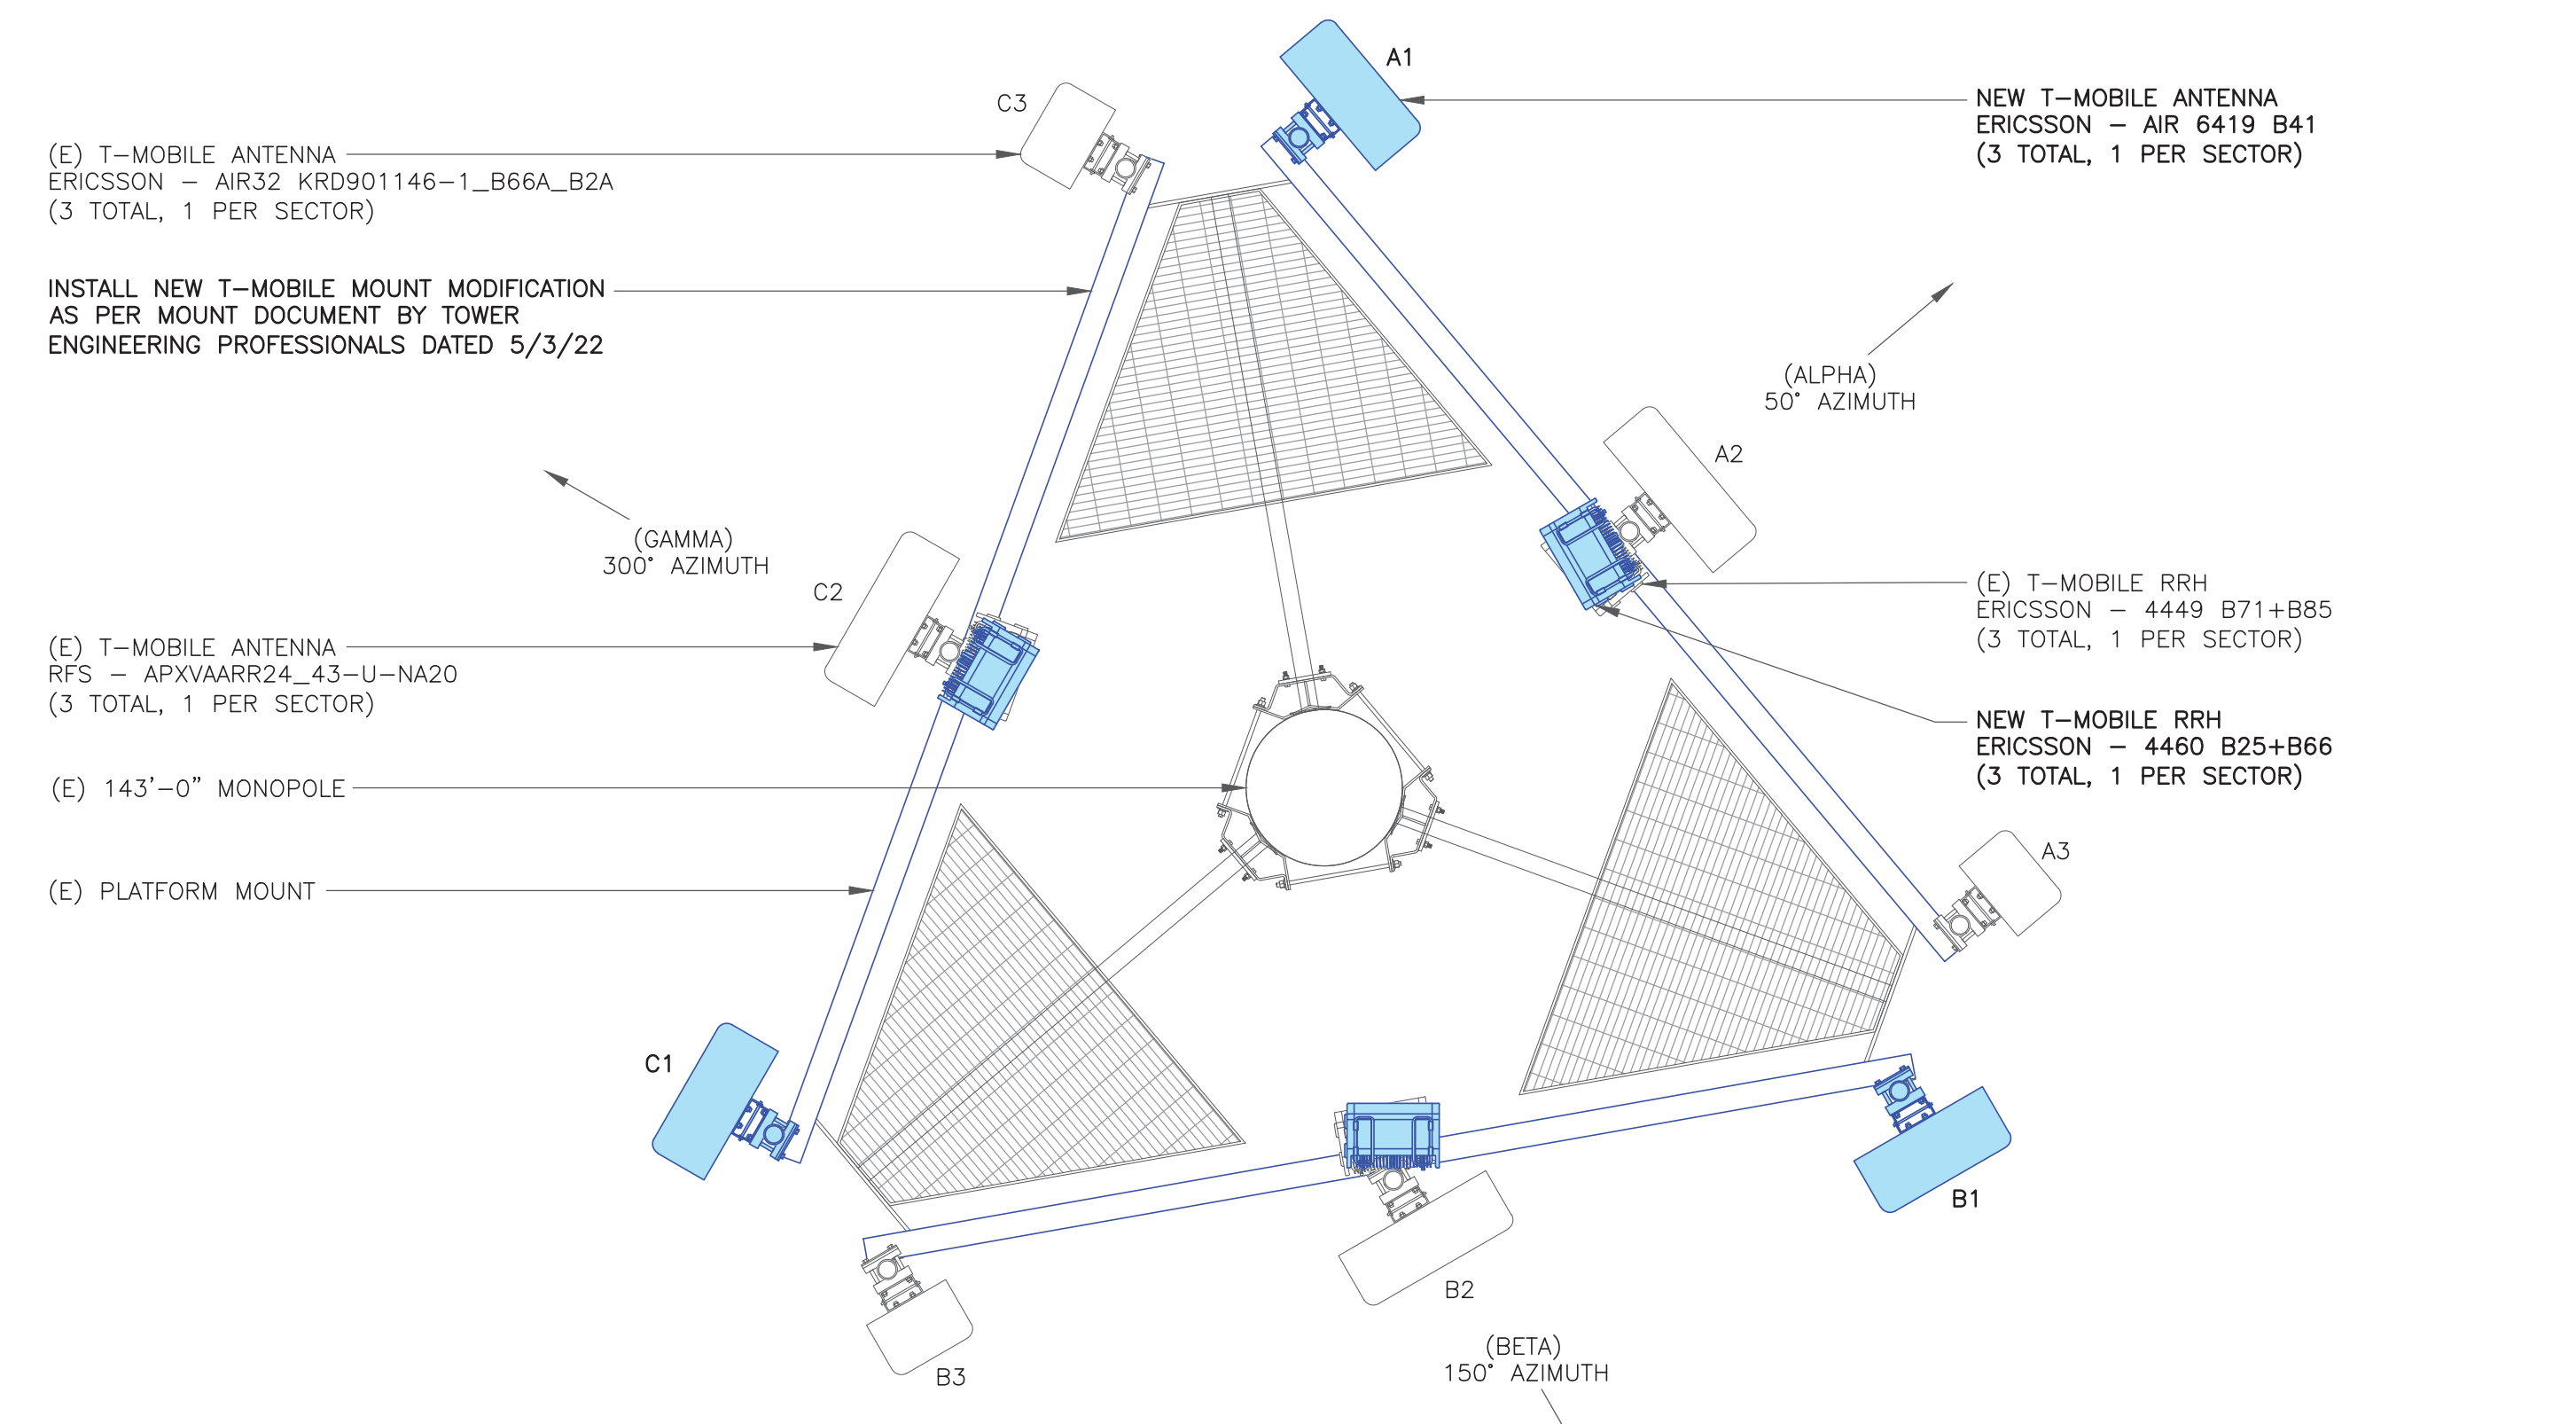 A1
C3
NEW T-MOBILE ANTENNA
ERICSSON - AIR 6419 B41
(3 TOTAL, 1 PER SECTOR)
(E) T-MOBILE ANTENNA
ERICSSON - AIR32 KRD901146-1_B66A_B2A
(3 TOTAL, 1 PER SECTOR)
INSTALL NEW T-MOBILE MOUNT MODIFICATION
AS PER MOUNT DOCUMENT BY TOWER
ENGINEERING PROFESSIONALS DATED 5/3/22
(ALPHA)
50° AZIMUTH
A2
(GAMMA)
300° AZIMUTH
C2
(E) T-MOBILE RRH
ERICSSON - 4449 B71+B85
(3 TOTAL, 1 PER SECTOR)
(E) T-MOBILE ANTENNA
RFS - APXVAARR24_43-U-NA20
(3 TOTAL, 1 PER SECTOR)
NEW T-MOBILE RRH
ERICSSON - 4460 B25+B66
(3 TOTAL, 1 PER SECTOR)
(E) 143'-0" MONOPOLE
A3
(E) PLATFORM MOUNT
C1
B1
B2
(BETA)
150° AZIMUTH
B3